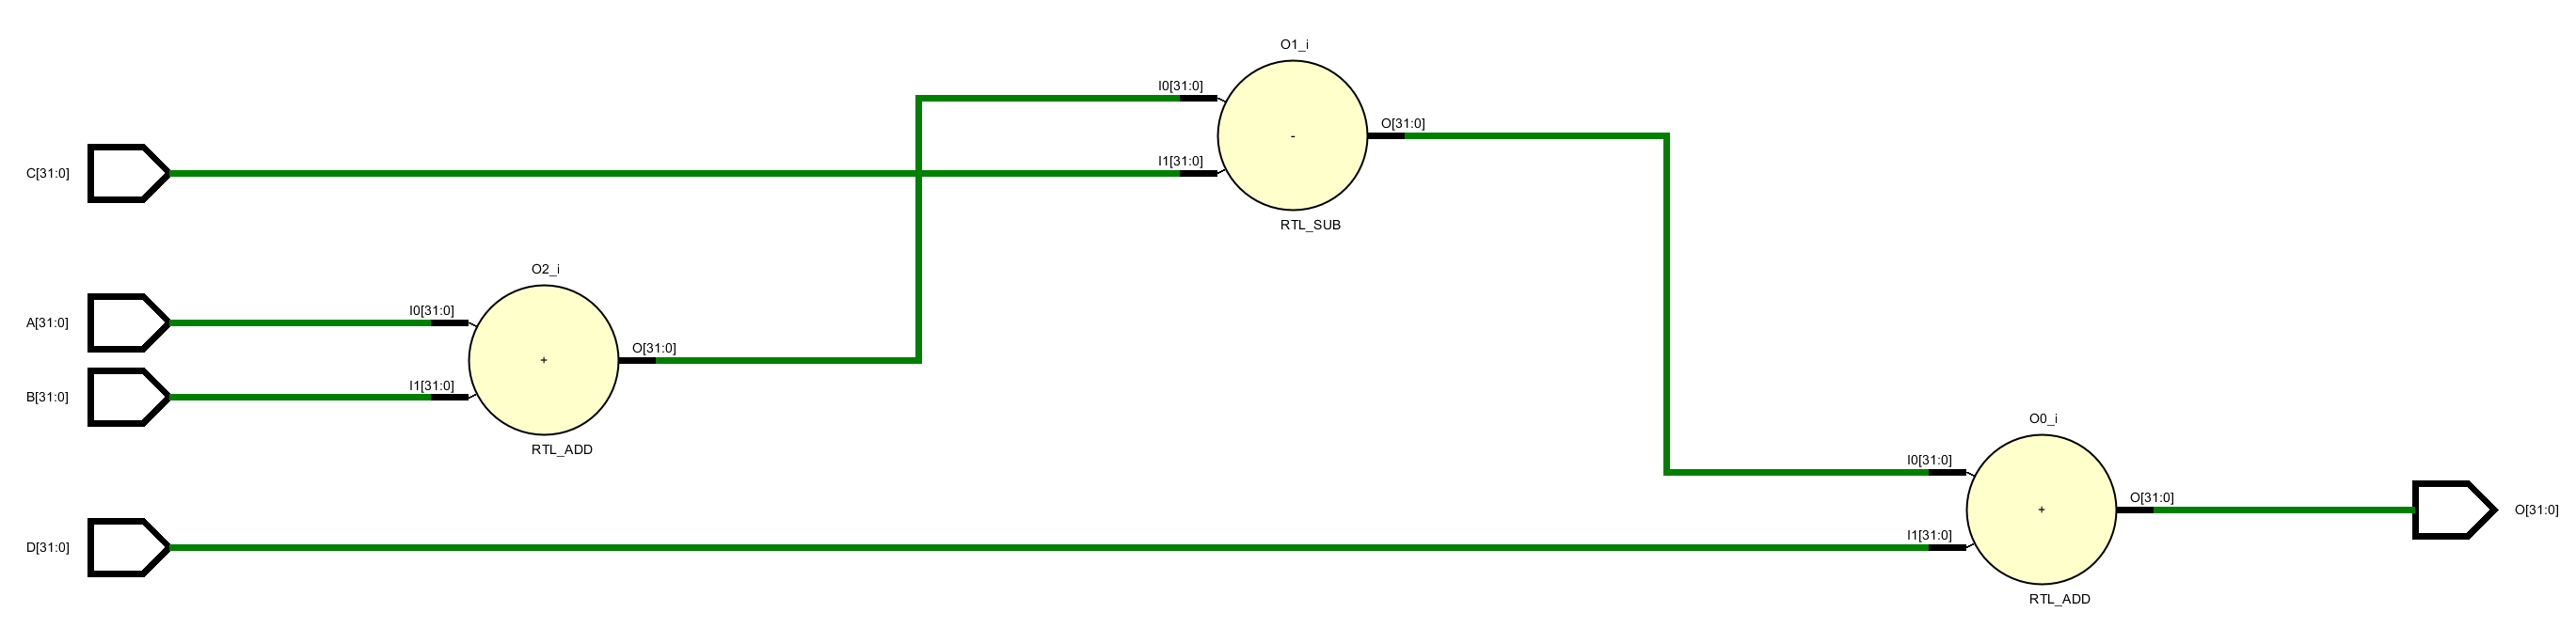 O1_i
I0[31:0]
O[31:0]
-
I1[31:0]
C[31:0]
RTL_SUB
O2_i
I0[31:0]
A[31:0]
O[31:0]
+
I1[31:0]
B[31:0]
RTL_ADD
O0_i
I0[31:0]
O[31:0]
+
O[31:0]
I1[31:0]
D[31:0]
RTL_ADD